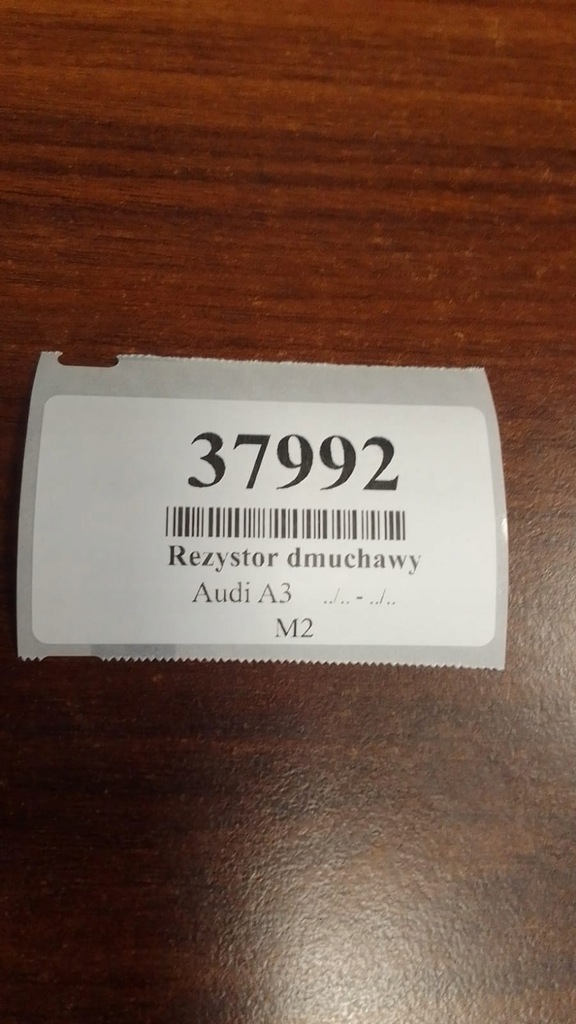 37992
Rezystor dmuchawy
Audi A3 ../.. - ../..
M2